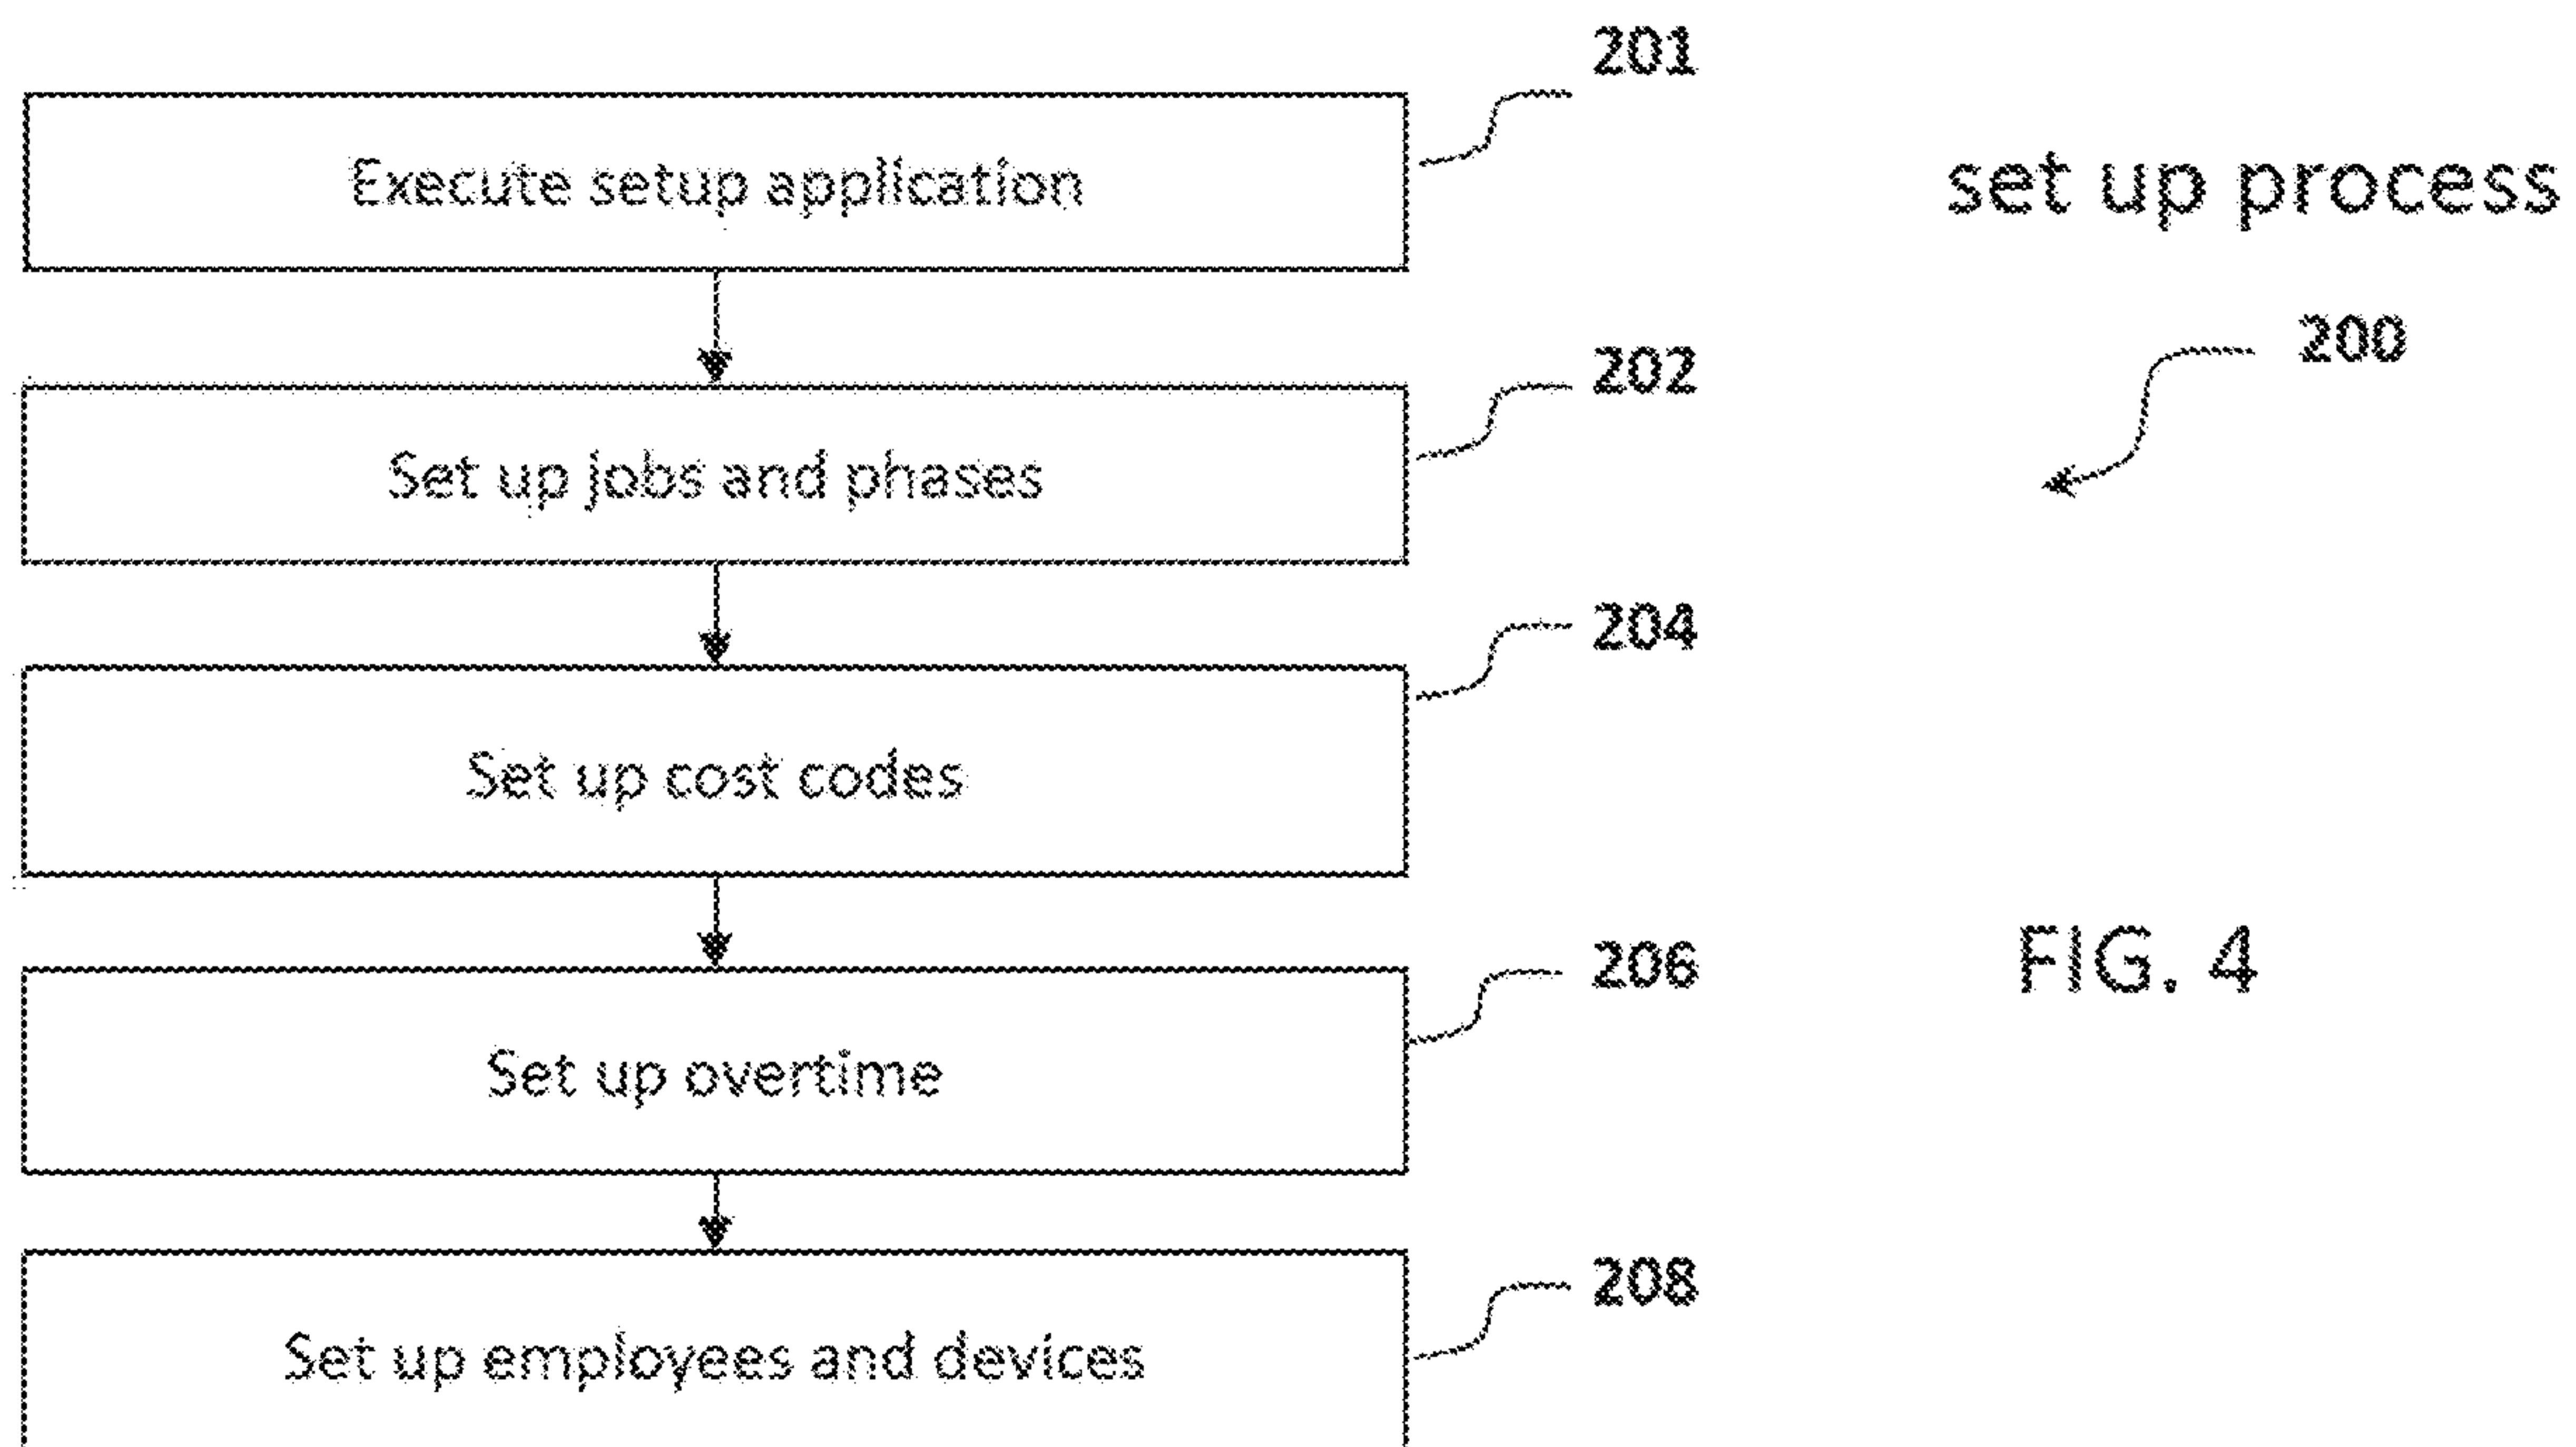 201
Execute setup application
set up process
200
202
Set up jobs and phases
204
Set up cost codes
206
FIG. 4
Set up overtime
208
Set up employees and devices